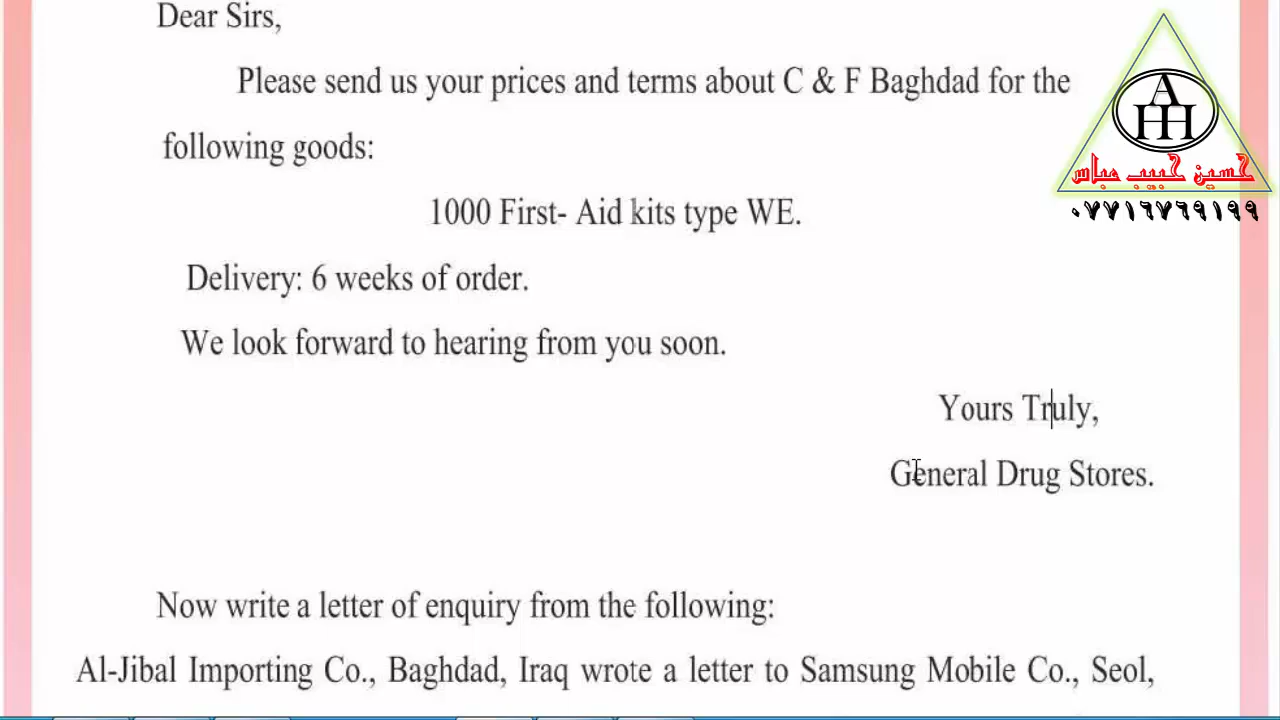 Dear Sirs,
Please send us your prices and terms about C & F Baghdad for the
following goods:
1000 First- Aid kits type WE.
Delivery: 6 weeks of order.
We look forward to hearing from you soon.
Yours Truly,
General Drug Stores.
Now write a letter of enquiry from the following:
Al-Jibal Importing Co., Baghdad, Iraq wrote a letter to Samsung Mobile Co., Seol,
A
HH
حسين حبيب عباس
٠٧٧١٦٧٦٩١٩٩